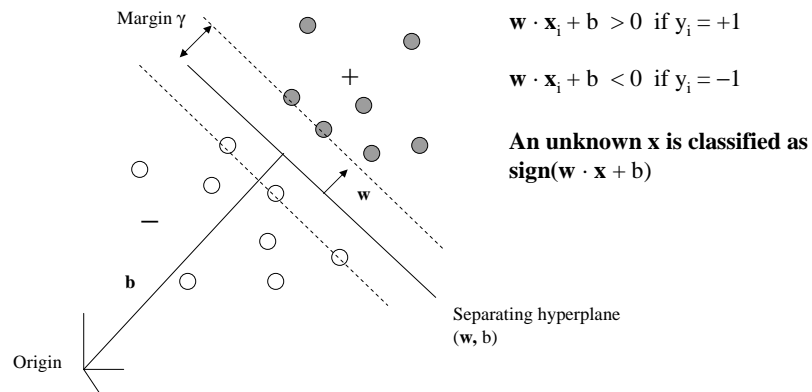 Margin γ
w · xᵢ + b > 0 if yᵢ = +1
+
w · xᵢ + b < 0 if yᵢ = −1
An unknown x is classified as
sign(w · x + b)
w
−
b
Separating hyperplane
(w, b)
Origin